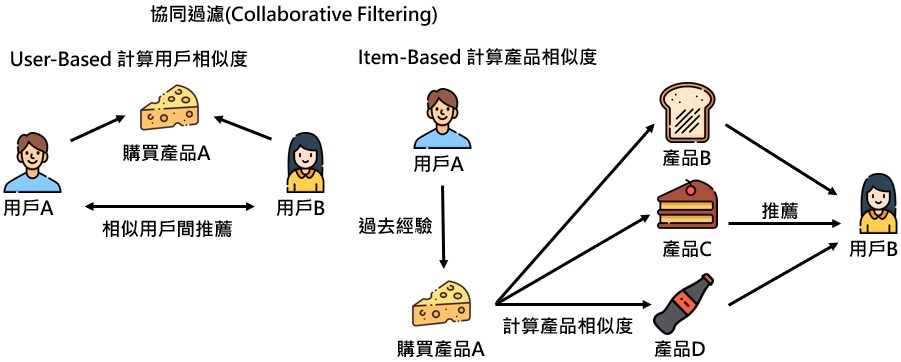 協同過濾(Collaborative Filtering)
User-Based 計算用戶相似度
購買產品A
用戶A
用戶B
相似用戶間推薦
Item-Based 計算產品相似度
用戶A
過去經驗
購買產品A
計算產品相似度
產品B
產品C
產品D
推薦
用戶B